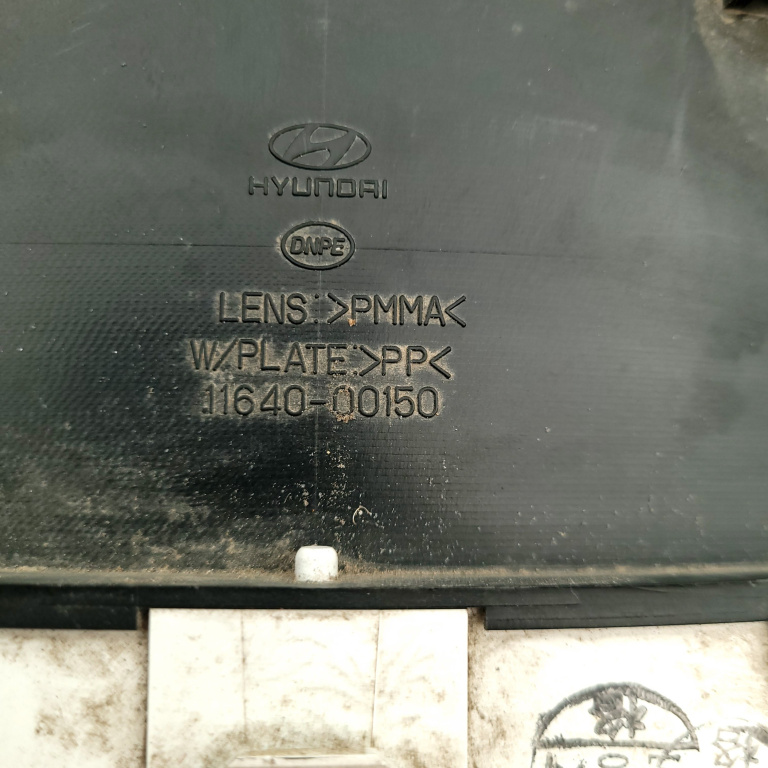 HYUNDAI
DNPE
LENS:>PMMA<
W/PLATE:>PP<
11640-00150